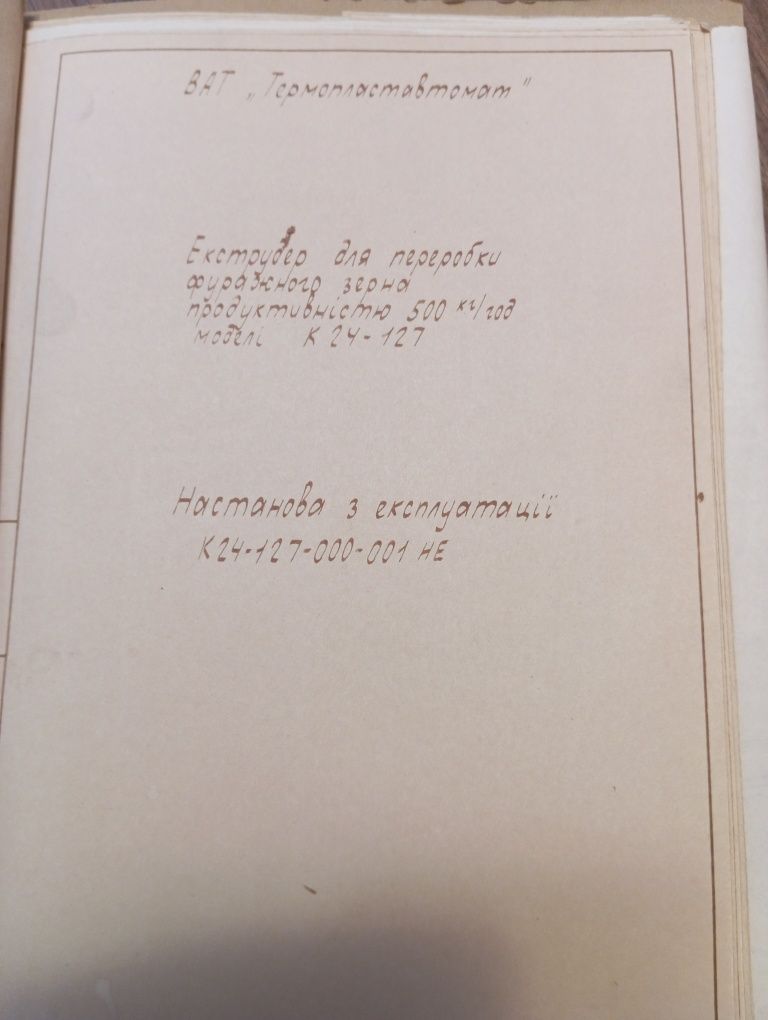 ВАТ „Термопластавтомат"
Екструдер для переробки
фуражного зерна
продуктивністю 500 кг/год
моделі К 24-127
Настанова з експлуатації
К24-127-000-001 НЕ